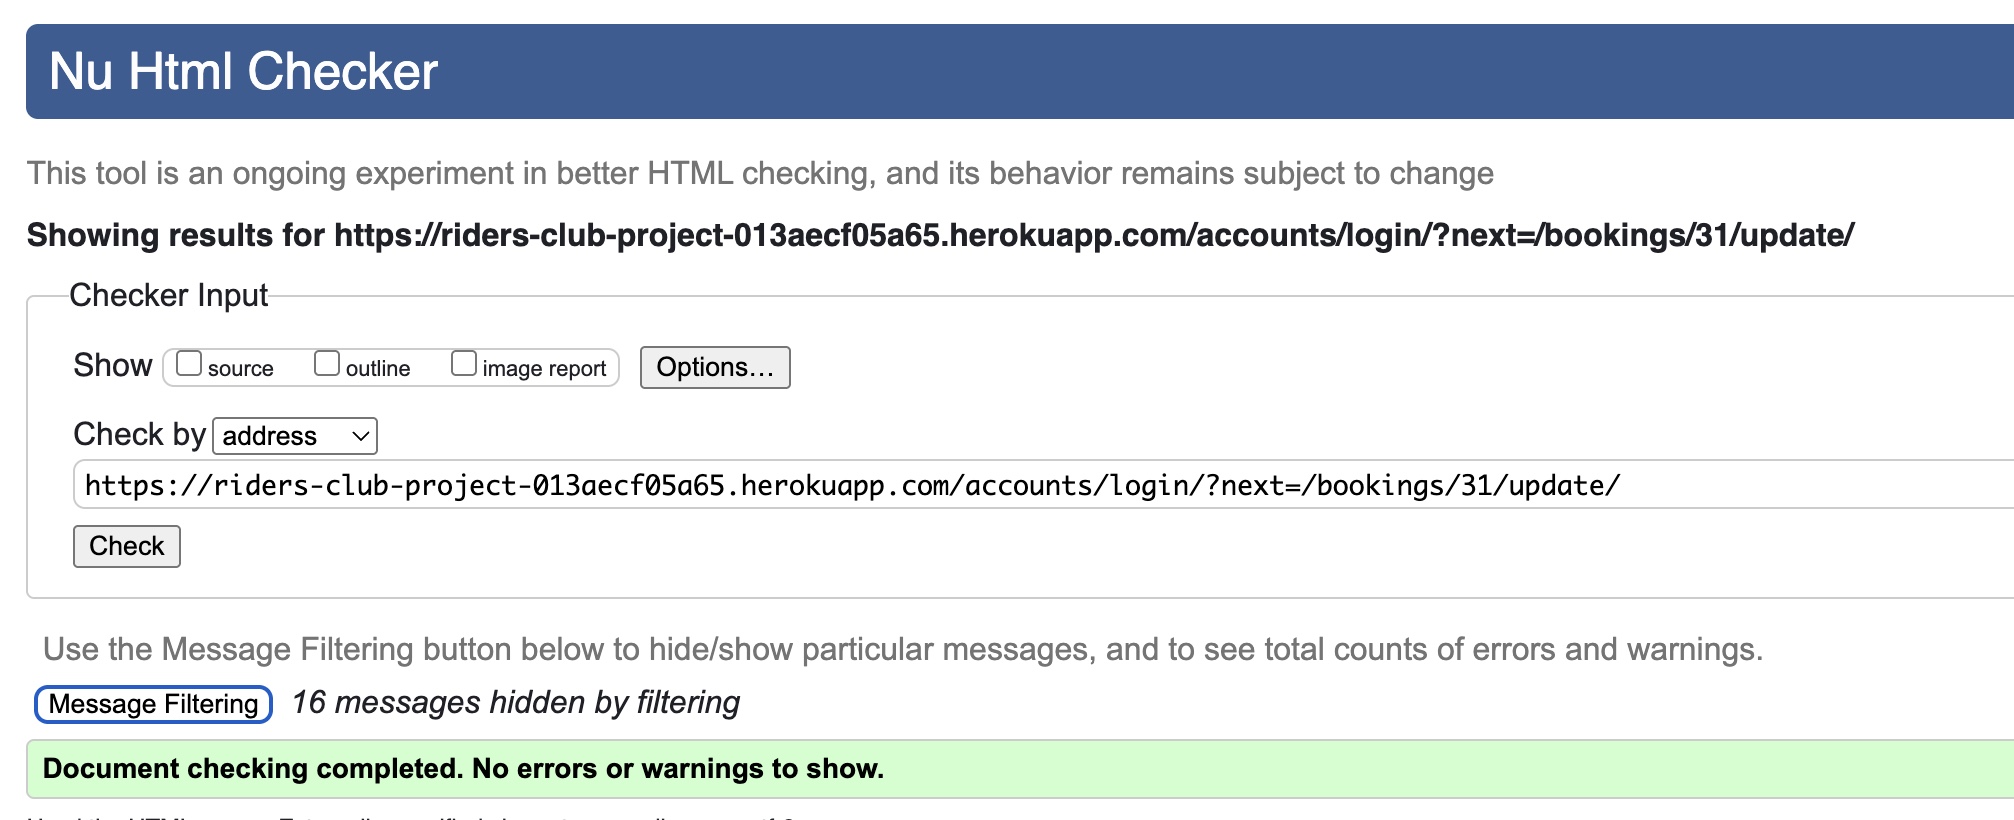 Nu Html Checker
This tool is an ongoing experiment in better HTML checking, and its behavior remains subject to change
Showing results for https://riders-club-project-013aecf05a65.herokuapp.com/accounts/login/?next=/bookings/31/update/
Checker Input
Show source outline image report Options...
Check by address
https://riders-club-project-013aecf05a65.herokuapp.com/accounts/login/?next=/bookings/31/update/
Check
Use the Message Filtering button below to hide/show particular messages, and to see total counts of errors and warnings.
Message Filtering 16 messages hidden by filtering
Document checking completed. No errors or warnings to show.